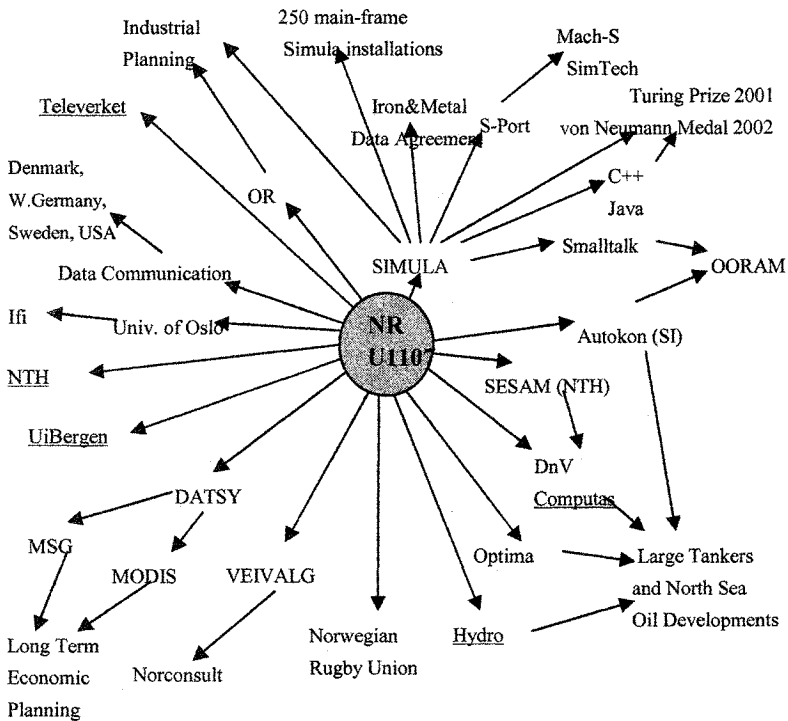 250 main-frame
Simula installations
Industrial
Planning
Mach-S
SimTech
Televerket
Iron&Metal
Data Agreement
S-Port
Turing Prize 2001
von Neumann Medal 2002
Denmark,
W.Germany,
Sweden, USA
OR
C++
Java
Data Communication
SIMULA
Smalltalk
OORAM
Ifi
Univ. of Oslo
NR
U110
Autokon (SI)
NTH
SESAM (NTH)
UiBergen
DnV
Computas
DATSY
MSG
MODIS
VEIVALG
Optima
Large Tankers
and North Sea
Oil Developments
Long Term
Economic
Planning
Norconsult
Norwegian
Rugby Union
Hydro